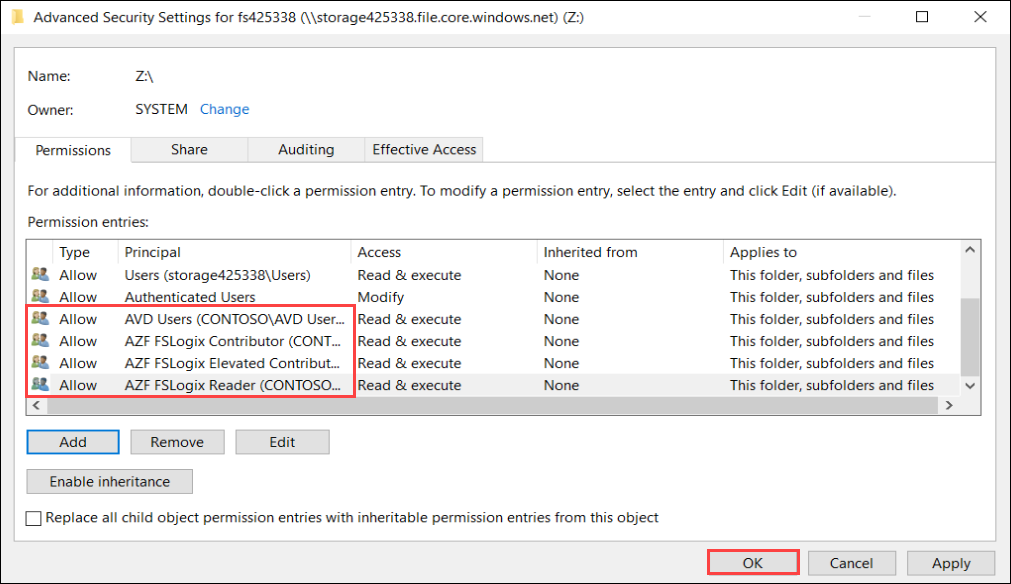 Advanced Security Settings for fs425338 (\\storage425338.file.core.windows.net) (Z:)
Name: Z:\
Owner: SYSTEM Change
Permissions Share Auditing Effective Access
For additional information, double-click a permission entry. To modify a permission entry, select the entry and click Edit (if available).
Permission entries:
Type Principal Access Inherited from Applies to
Allow Users (storage425338\Users) Read & execute None This folder, subfolders and files
Allow Authenticated Users Modify None This folder, subfolders and files
Allow AVD Users (CONTOSO\AVD User... Read & execute None This folder, subfolders and files
Allow AZF FSLogix Contributor (CONT... Read & execute None This folder, subfolders and files
Allow AZF FSLogix Elevated Contribut... Read & execute None This folder, subfolders and files
Allow AZF FSLogix Reader (CONTOSO... Read & execute None This folder, subfolders and files
Add Remove Edit
Enable inheritance
Replace all child object permission entries with inheritable permission entries from this object
OK Cancel Apply